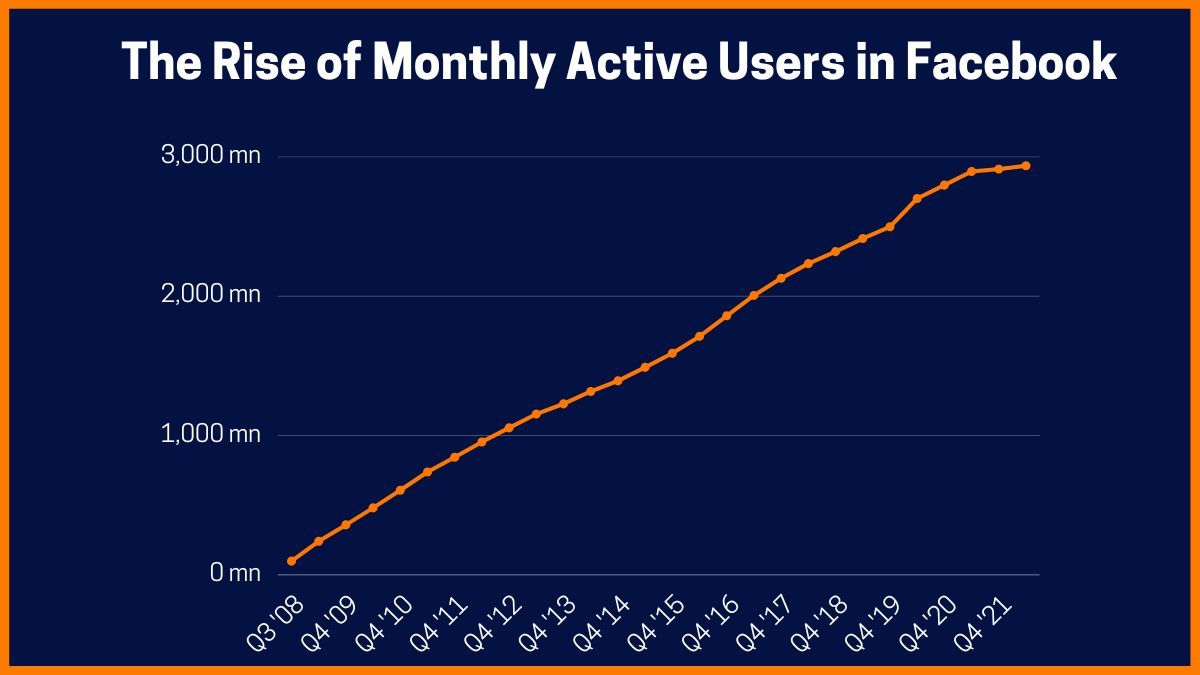 The Rise of Monthly Active Users in Facebook
3,000 mn
2,000 mn
1,000 mn
0 mn
Q3 '08
Q4 '09
Q4 '10
Q4 '11
Q4 '12
Q4 '13
Q4 '14
Q4 '15
Q4 '16
Q4 '17
Q4 '18
Q4 '19
Q4 '20
Q4 '21